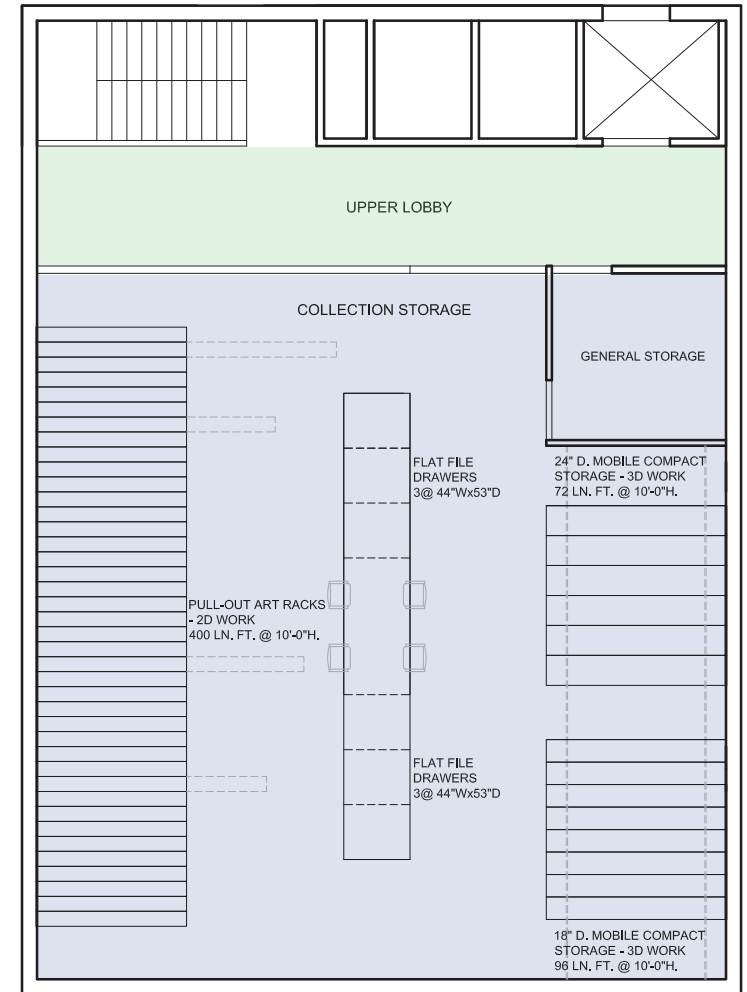 UPPER LOBBY
COLLECTION STORAGE
GENERAL STORAGE
FLAT FILE
DRAWERS
3@ 44"Wx53"D
24" D. MOBILE COMPACT
STORAGE - 3D WORK
72 LN. FT. @ 10'-0"H.
PULL-OUT ART RACKS
- 2D WORK
400 LN. FT. @ 10'-0"H.
FLAT FILE
DRAWERS
3@ 44"Wx53"D
18" D. MOBILE COMPACT
STORAGE - 3D WORK
96 LN. FT. @ 10'-0"H.